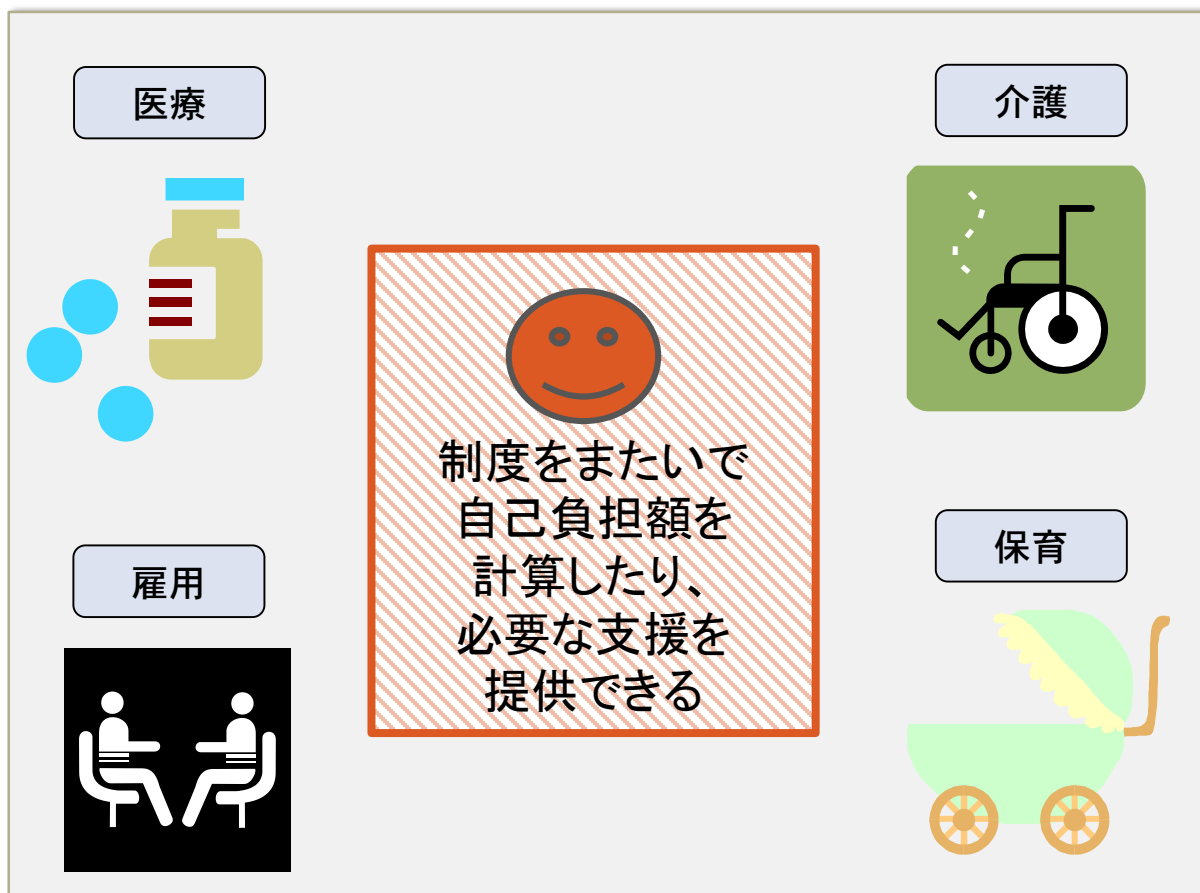 医療
介護
制度をまたいで
自己負担額を
計算したり、
必要な支援を
提供できる
雇用
保育